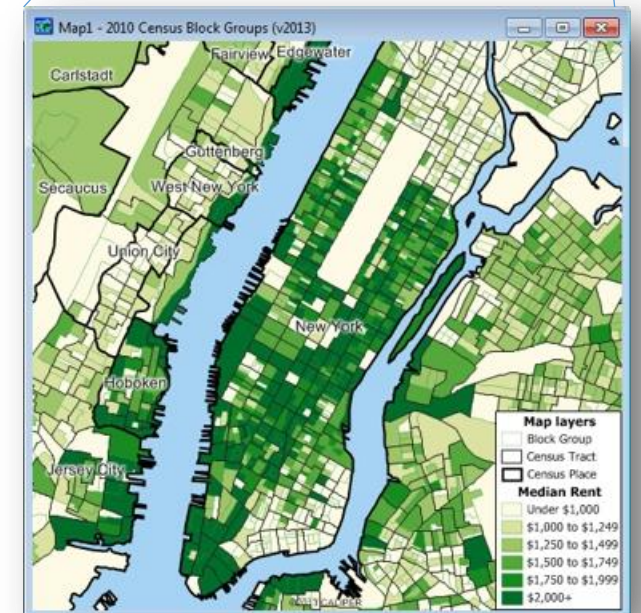 Map1 - 2010 Census Block Groups (v2013)
Fairview
Edgewater
Carlstadt
Guttenberg
Secaucus
West New York
Union City
New York
Hoboken
Jersey City
Map layers
Block Group
Census Tract
Census Place
Median Rent
Under $1,000
$1,000 to $1,249
$1,250 to $1,499
$1,500 to $1,749
$1,750 to $1,999
$2,000+
CALIPER